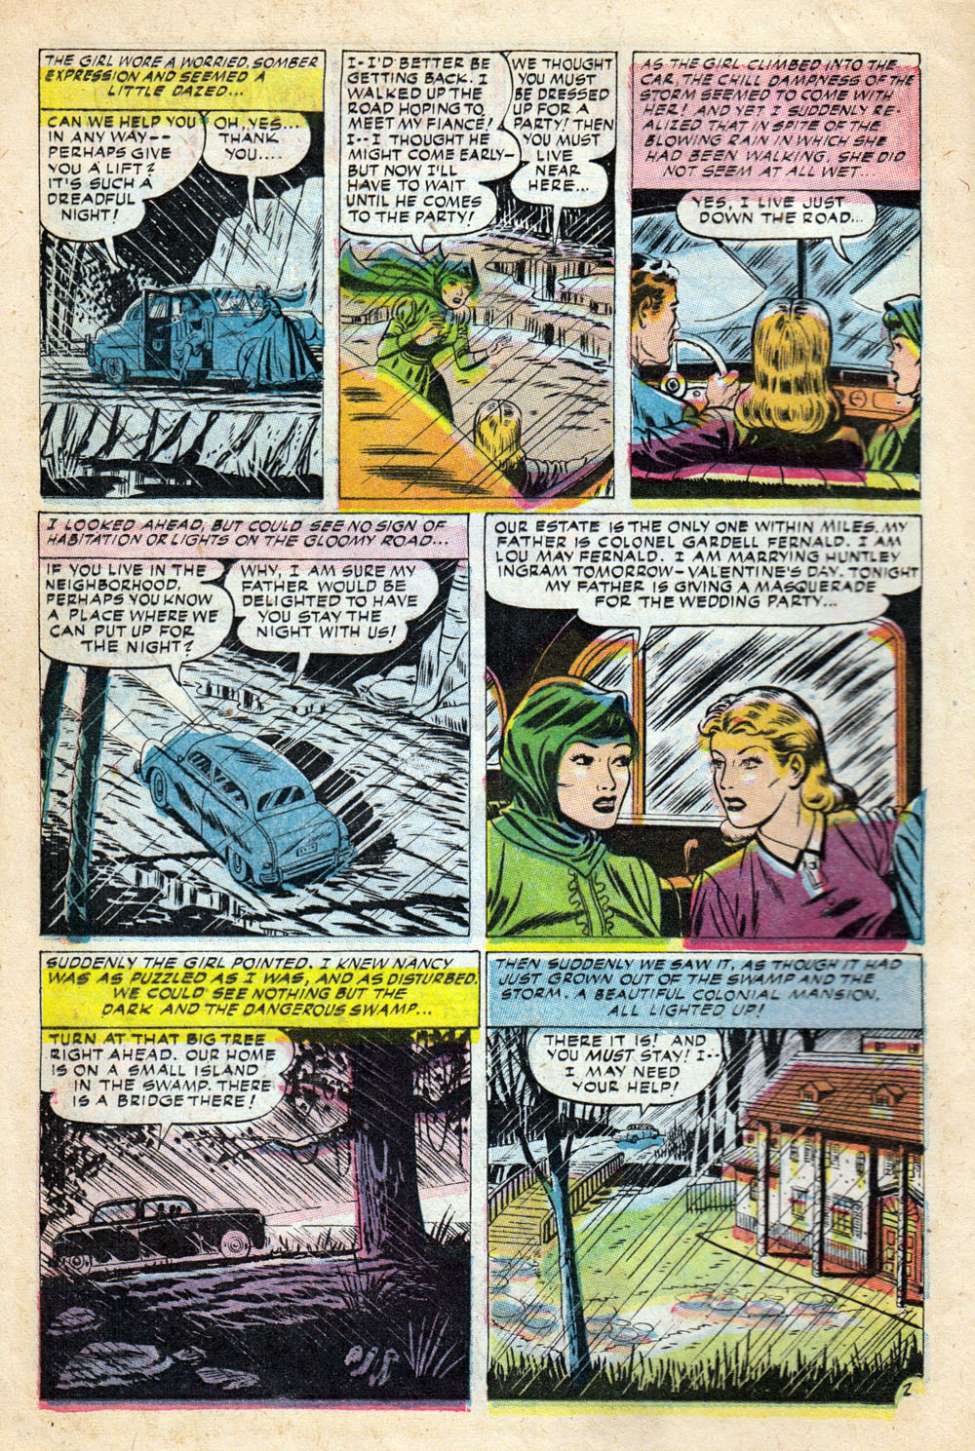 THE GIRL WORE A WORRIED, SOMBER
EXPRESSION AND SEEMED A
LITTLE DAZED...
CAN WE HELP YOU
IN ANY WAY--
PERHAPS GIVE
YOU A LIFT?
IT'S SUCH A
DREADFUL
NIGHT!
OH, YES...
THANK
YOU....
I-I'D BETTER BE
GETTING BACK. I
WALKED UP THE
ROAD HOPING TO
MEET MY FIANCE!
I--I THOUGHT HE
MIGHT COME EARLY-
BUT NOW I'LL
HAVE TO WAIT
UNTIL HE COMES
TO THE PARTY!
WE THOUGHT
YOU MUST
BE DRESSED
UP FOR A
PARTY! THEN
YOU MUST
LIVE
NEAR
HERE...
AS THE GIRL CLIMBED INTO THE
CAR, THE CHILL DAMPNESS OF THE
STORM SEEMED TO COME WITH
HER! AND YET I SUDDENLY RE-
ALIZED THAT IN SPITE OF THE
BLOWING RAIN IN WHICH SHE
HAD BEEN WALKING, SHE DID
NOT SEEM AT ALL WET...
YES, I LIVE JUST
DOWN THE ROAD...
I LOOKED AHEAD, BUT COULD SEE NO SIGN OF
HABITATION OR LIGHTS ON THE GLOOMY ROAD...
IF YOU LIVE IN THE
NEIGHBORHOOD,
PERHAPS YOU KNOW
A PLACE WHERE WE
CAN PUT UP FOR
THE NIGHT?
WHY, I AM SURE MY
FATHER WOULD BE
DELIGHTED TO HAVE
YOU STAY THE
NIGHT WITH US!
OUR ESTATE IS THE ONLY ONE WITHIN MILES. MY
FATHER IS COLONEL GARDELL FERNALD. I AM
LOU MAY FERNALD. I AM MARRYING HUNTLEY
INGRAM TOMORROW-VALENTINE'S DAY. TONIGHT
MY FATHER IS GIVING A MASQUERADE
FOR THE WEDDING PARTY...
SUDDENLY THE GIRL POINTED. I KNEW NANCY
WAS AS PUZZLED AS I WAS, AND AS DISTURBED.
WE COULD SEE NOTHING BUT THE
DARK AND THE DANGEROUS SWAMP...
TURN AT THAT BIG TREE
RIGHT AHEAD. OUR HOME
IS ON A SMALL ISLAND
IN THE SWAMP. THERE
IS A BRIDGE THERE!
THEN SUDDENLY WE SAW IT, AS THOUGH IT HAD
JUST GROWN OUT OF THE SWAMP AND THE
STORM. A BEAUTIFUL COLONIAL MANSION,
ALL LIGHTED UP!
THERE IT IS! AND
YOU MUST STAY! I--
I MAY NEED
YOUR HELP!
2